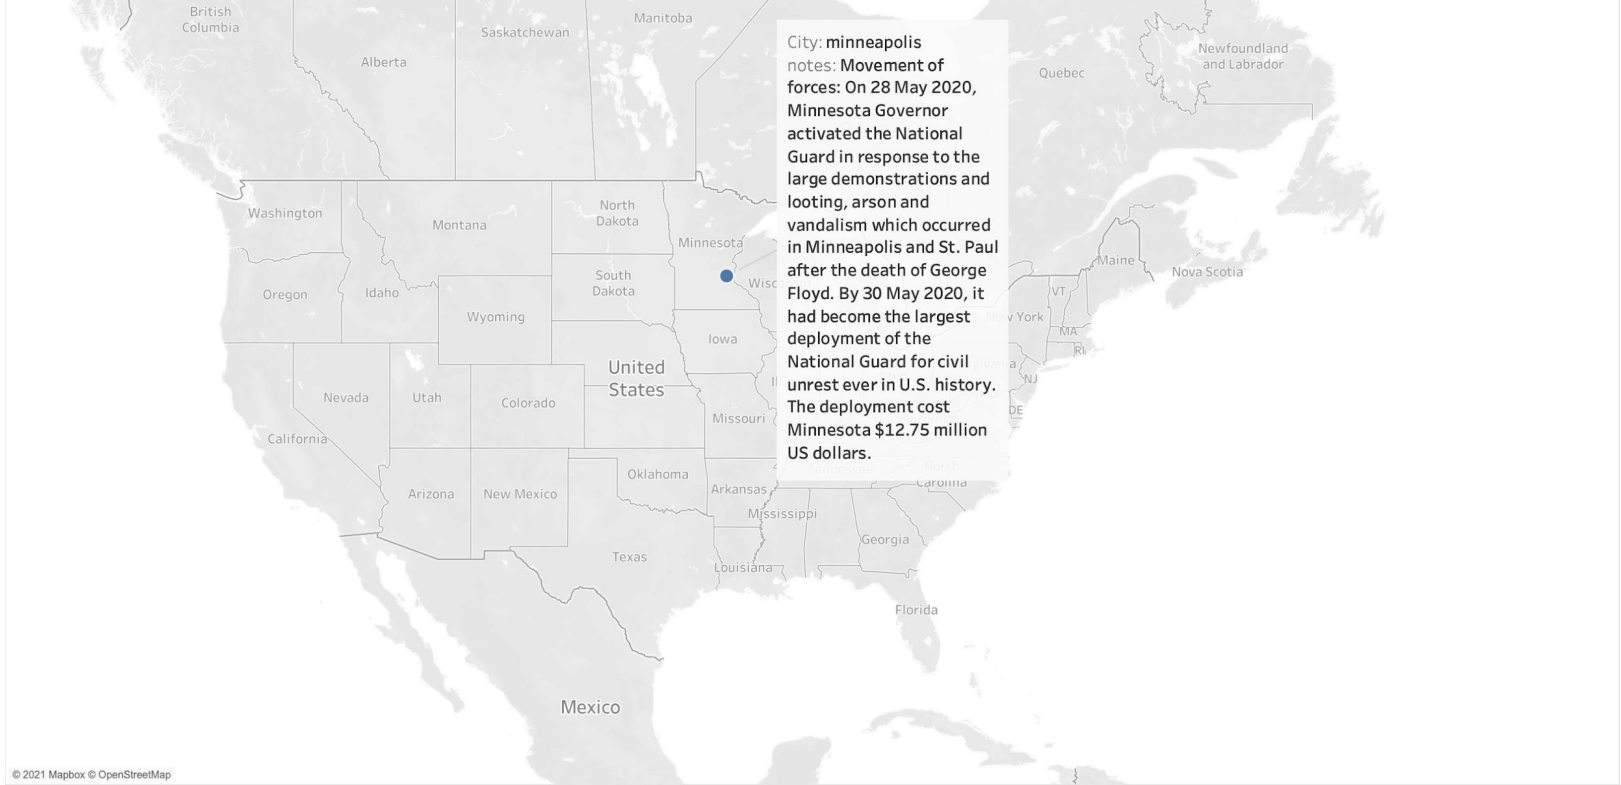 British
Columbia
Alberta
Saskatchewan
Manitoba
Quebec
Newfoundland
and Labrador
City: minneapolis
notes: Movement of
forces: On 28 May 2020,
Minnesota Governor
activated the National
Guard in response to the
large demonstrations and
looting, arson and
vandalism which occurred
in Minneapolis and St. Paul
after the death of George
Floyd. By 30 May 2020, it
had become the largest
deployment of the
National Guard for civil
unrest ever in U.S. history.
The deployment cost
Minnesota $12.75 million
US dollars.
Washington
Montana
North
Dakota
Minnesota
Maine
Nova Scotia
Oregon
Idaho
South
Dakota
Wisc
VT
Wyoming
New York
MA
RI
Iowa
United
States
NJ
Nevada
Utah
Colorado
DE
California
Missouri
Oklahoma
Tennessee
North
Carolina
Arizona
New Mexico
Arkansas
Mississippi
Georgia
Texas
Louisiana
Florida
Mexico
© 2021 Mapbox © OpenStreetMap